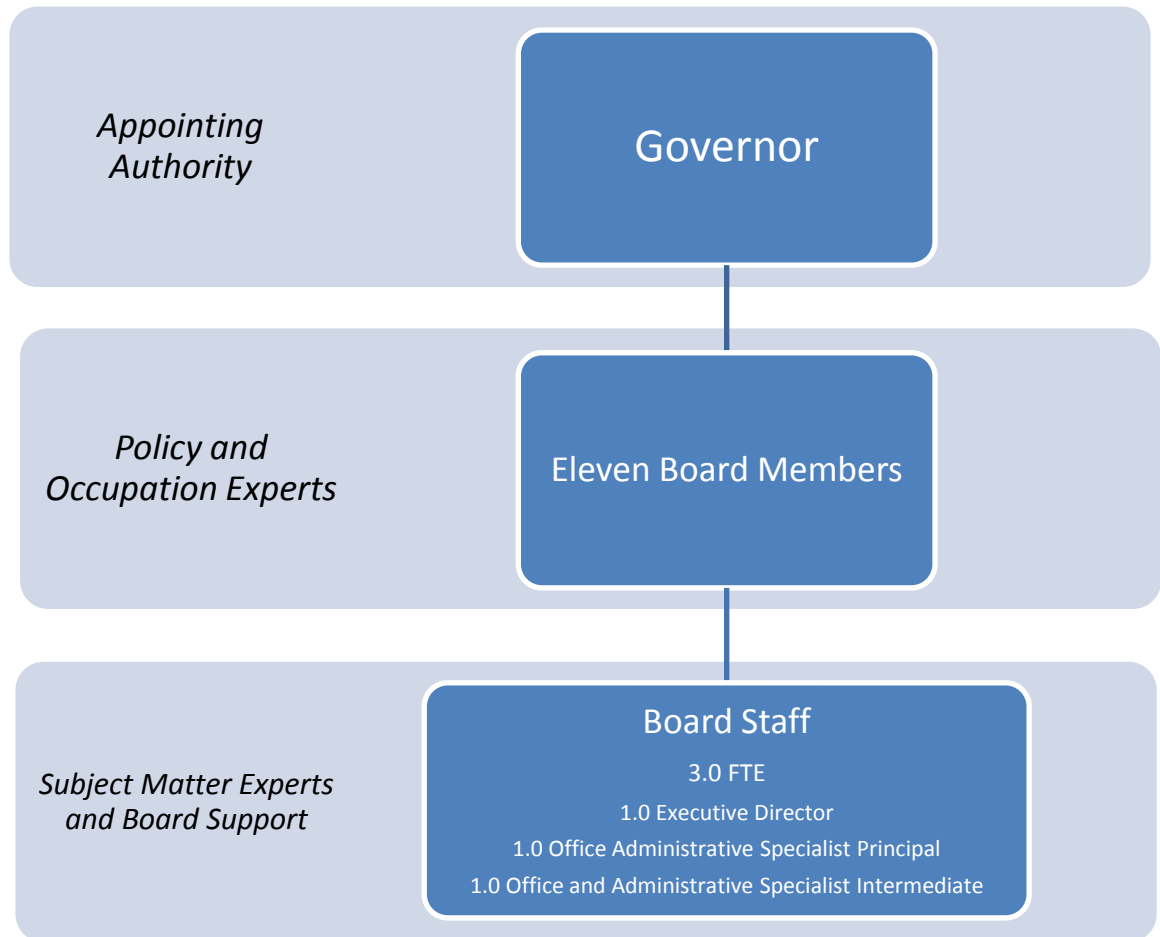 Appointing
Authority
Governor
Policy and
Occupation Experts
Eleven Board Members
Subject Matter Experts
and Board Support
Board Staff
3.0 FTE
1.0 Executive Director
1.0 Office Administrative Specialist Principal
1.0 Office and Administrative Specialist Intermediate